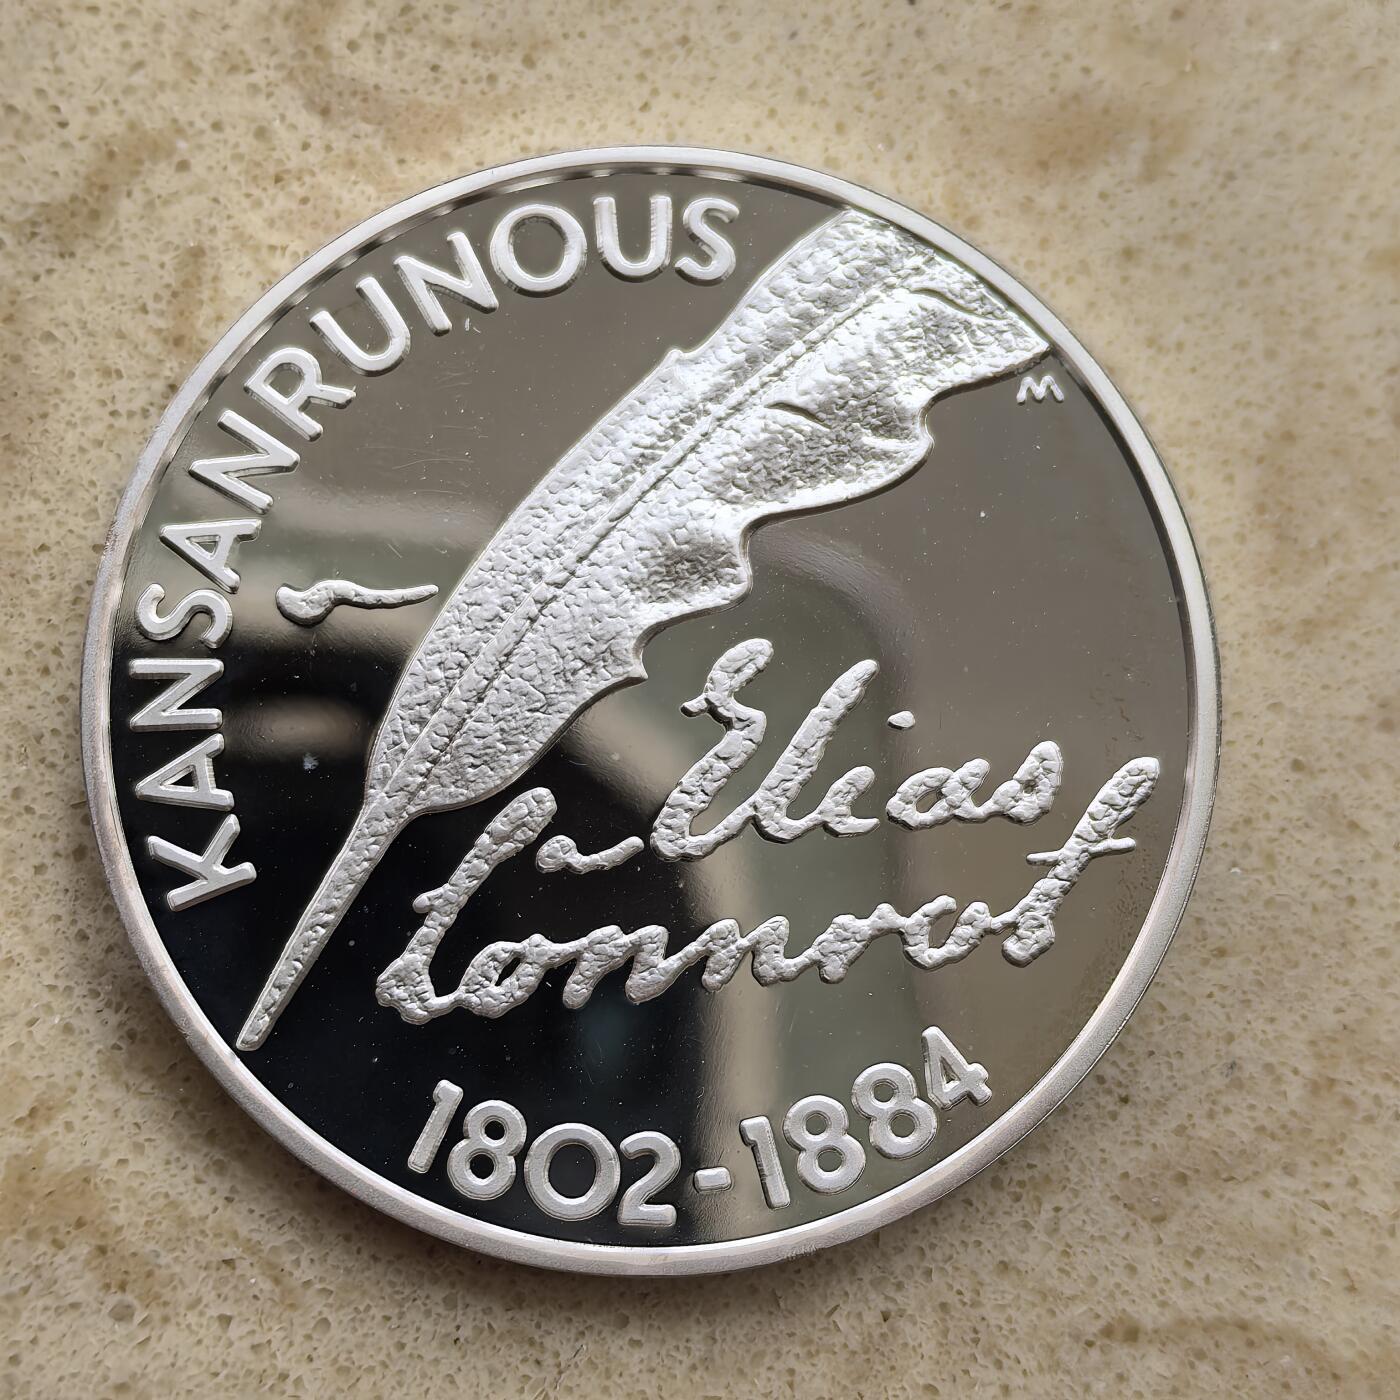 KANSANRUNOUS
M
Elias
Lönnrot
1802-1884